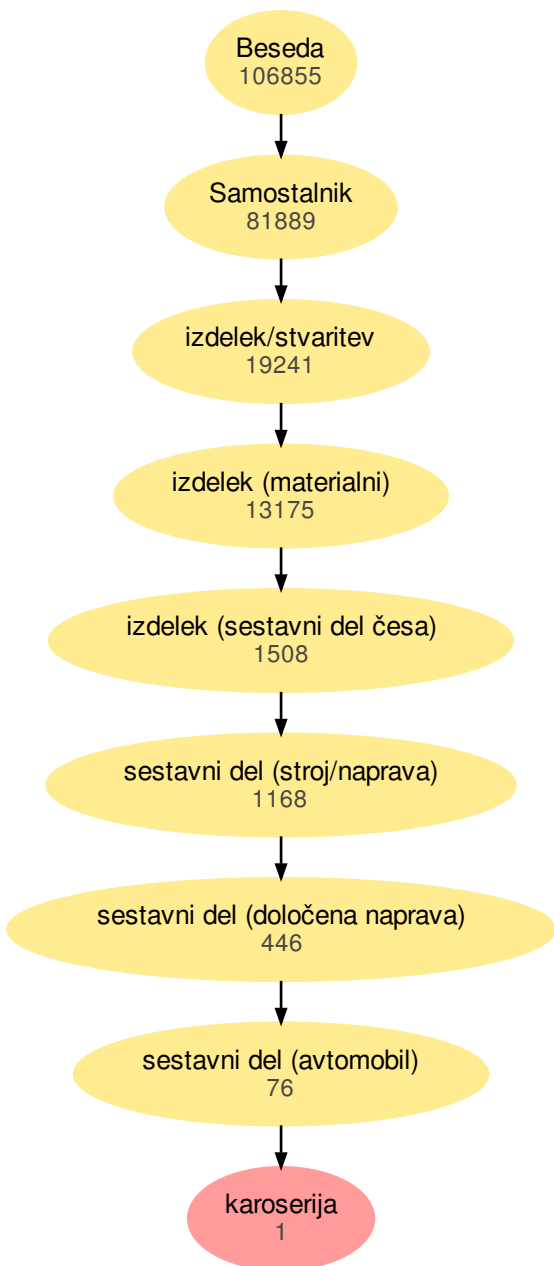 Beseda
106855
Samostalnik
81889
izdelek/stvaritev
19241
izdelek (materialni)
13175
izdelek (sestavni del česa)
1508
sestavni del (stroj/naprava)
1168
sestavni del (določena naprava)
446
sestavni del (avtomobil)
76
karoserija
1